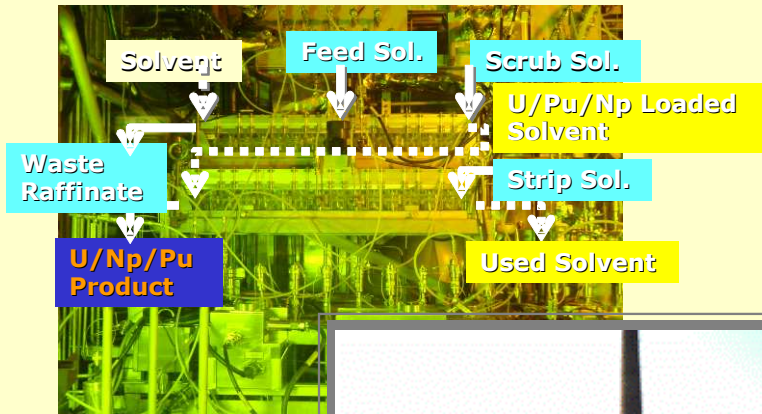 Solvent
Feed Sol.
Scrub Sol.
U/Pu/Np Loaded
Solvent
Waste
Raffinate
Strip Sol.
U/Np/Pu
Product
Used Solvent